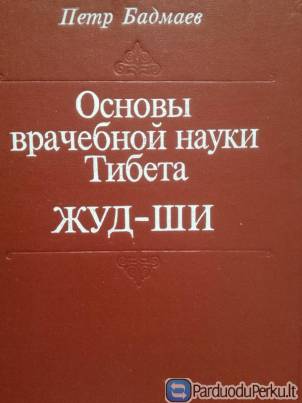 Петр Бадмаев
Основы
врачебной науки
Тибета
ЖУД-ШИ
ParduoduPerku.lt